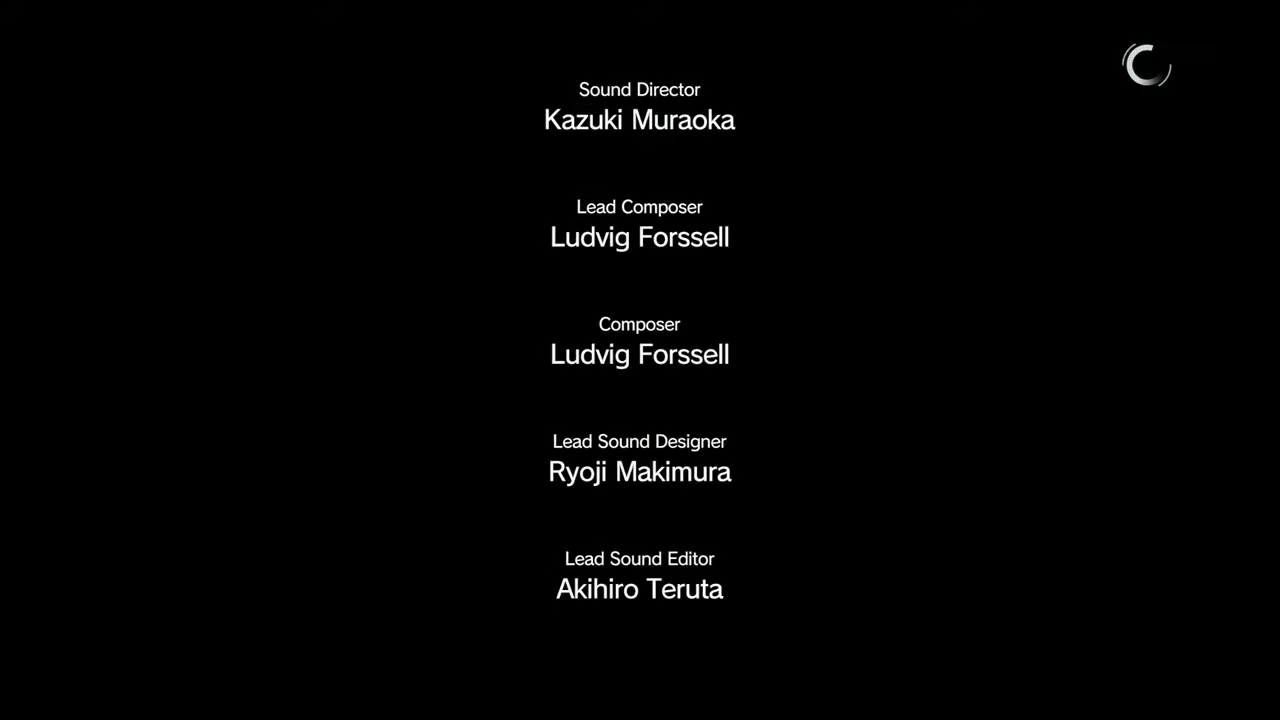 Sound Director
Kazuki Muraoka
Lead Composer
Ludvig Forssell
Composer
Ludvig Forssell
Lead Sound Designer
Ryoji Makimura
Lead Sound Editor
Akihiro Teruta